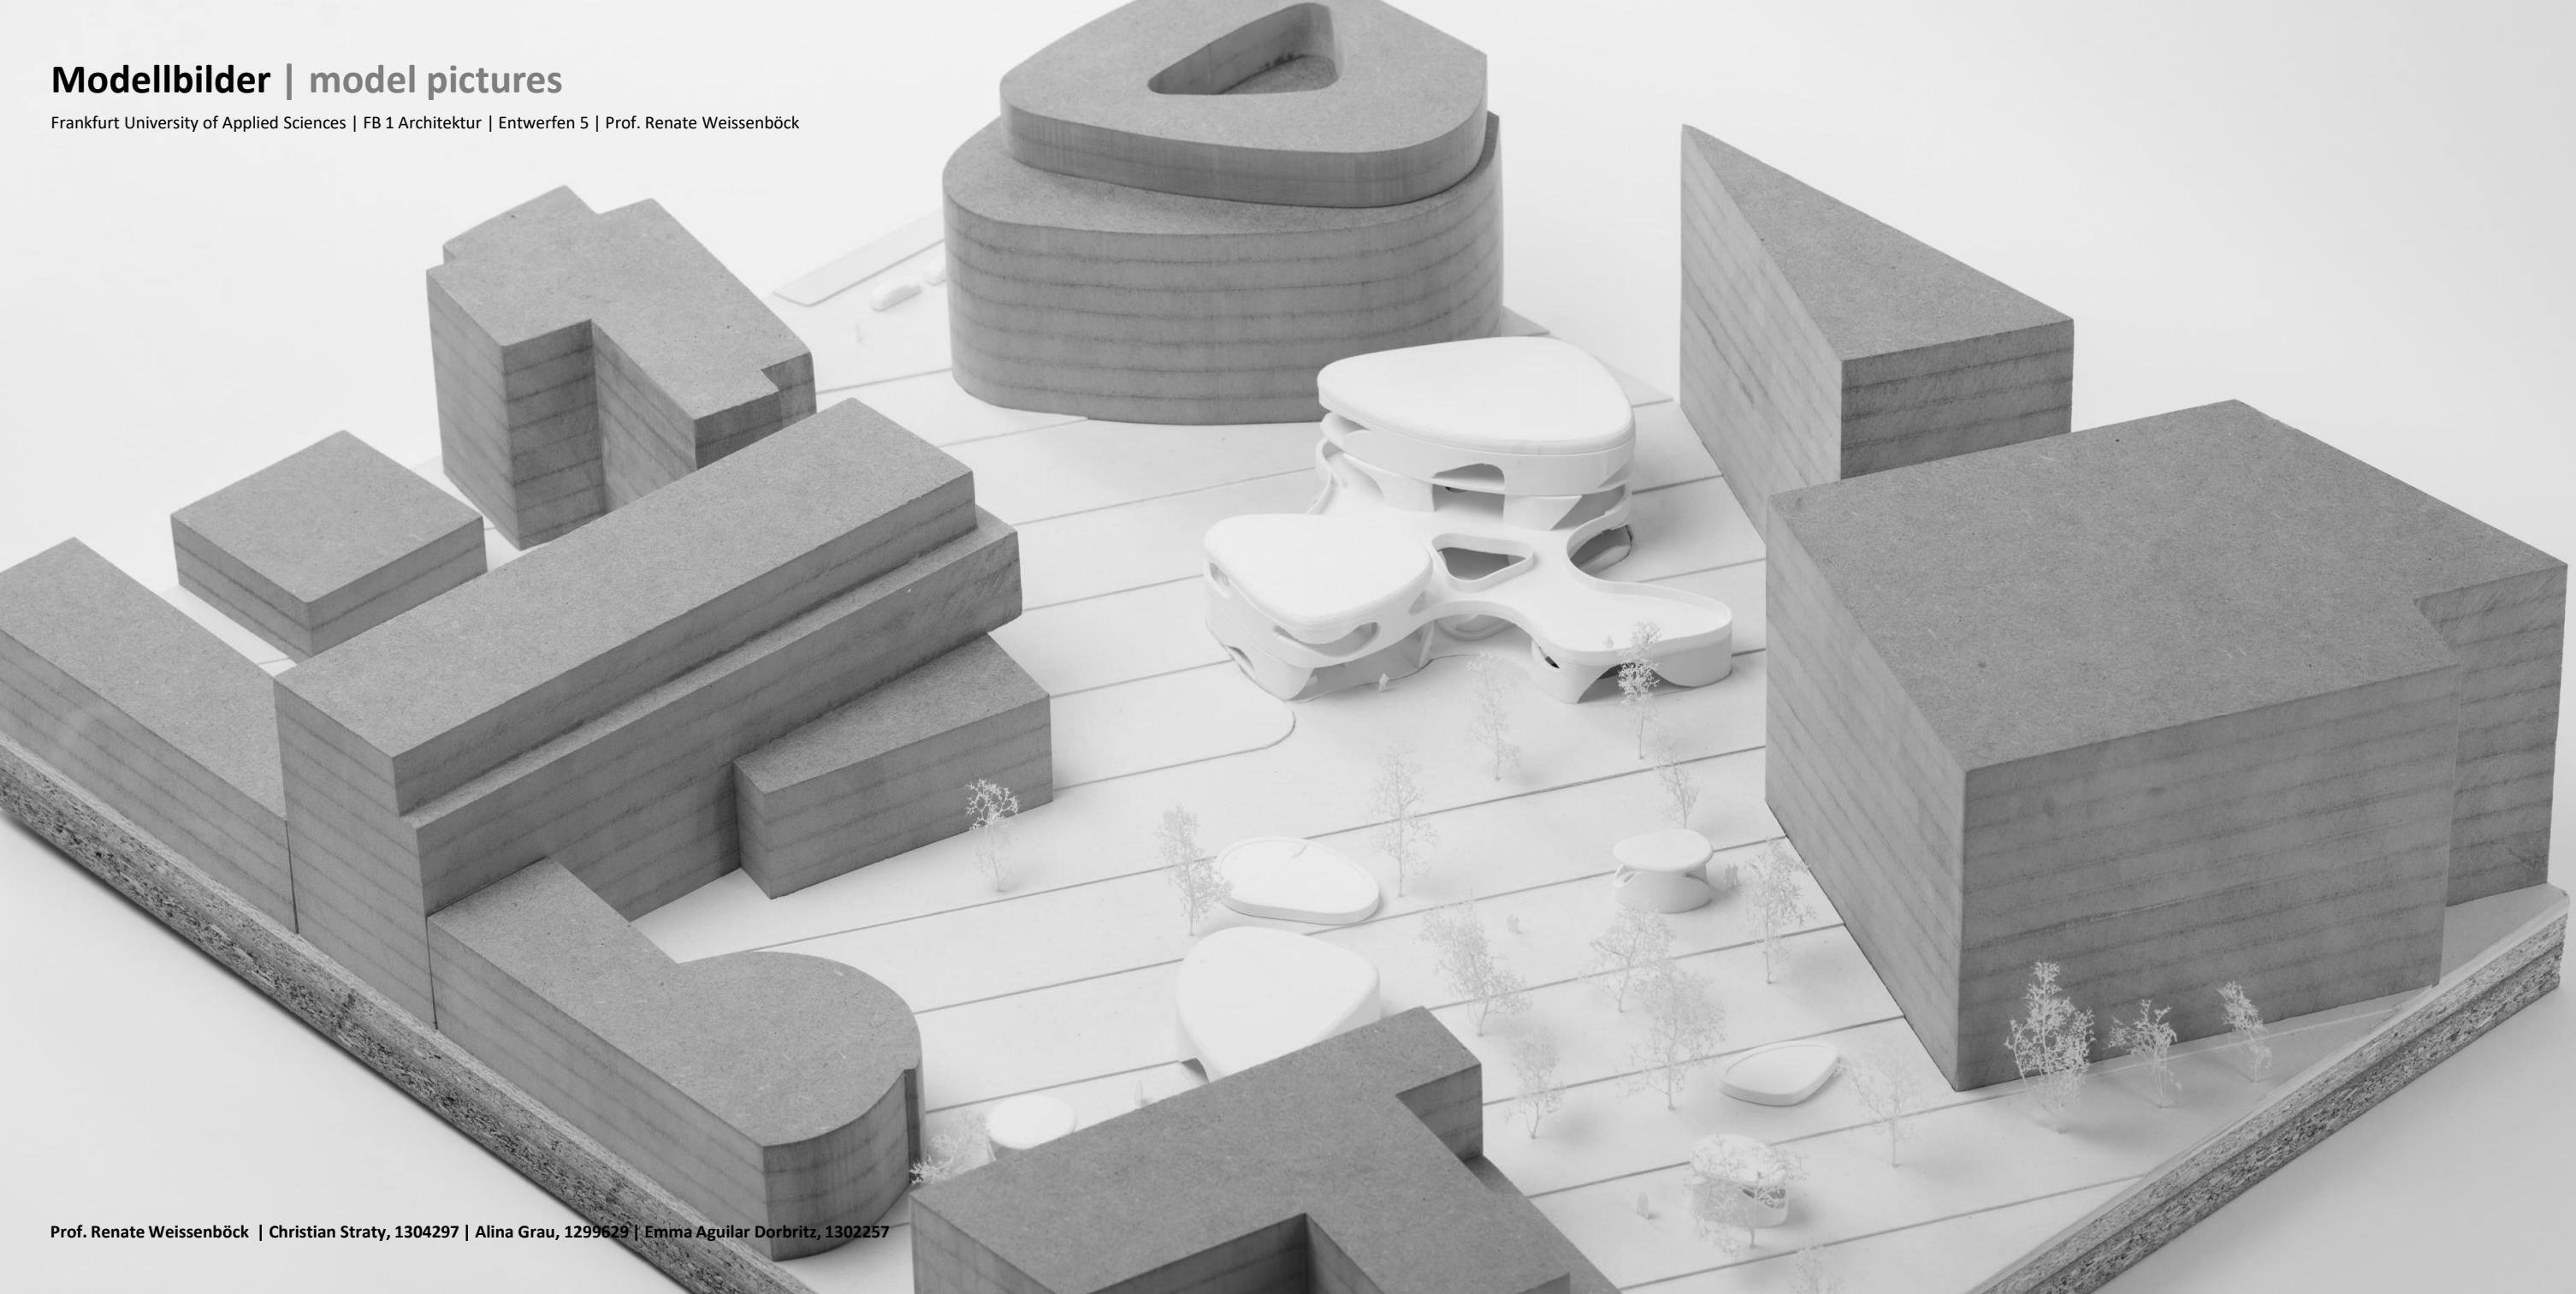 Modellbilder | model pictures
Frankfurt University of Applied Sciences | FB 1 Architektur | Entwerfen 5 | Prof. Renate Weissenböck
Prof. Renate Weissenböck | Christian Straty, 1304297 | Alina Grau, 1299629 | Emma Aguilar Dorbritz, 1302257